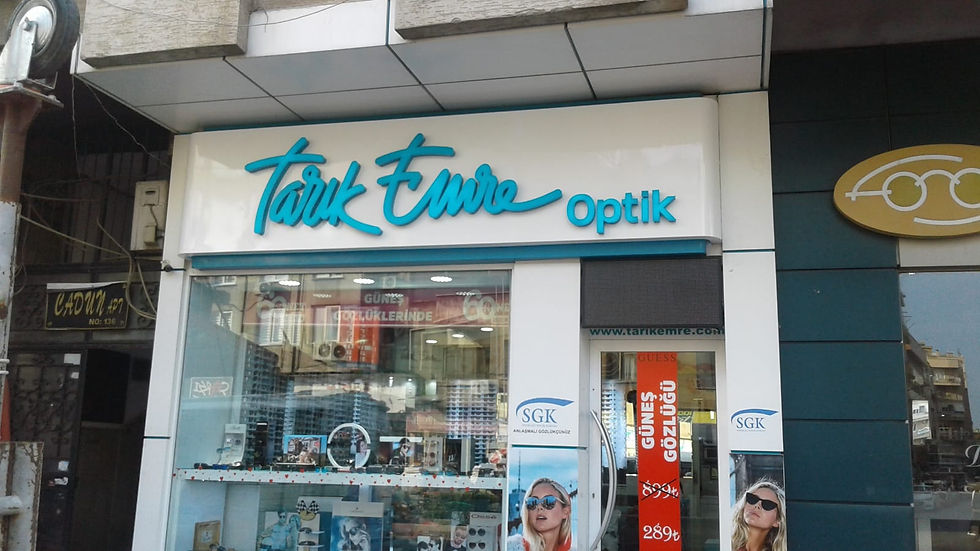 Tarık Emre Optik
CADUN APT
NO: 136
GÜNEŞ
GÖZLÜKLERİNDE
www.tarikemre.com
GUESS
GÜNEŞ
GÖZLÜĞÜ
899₺
289₺
SGK
ANLAŞMALI GÖZLÜKÇÜNÜZ
SGK